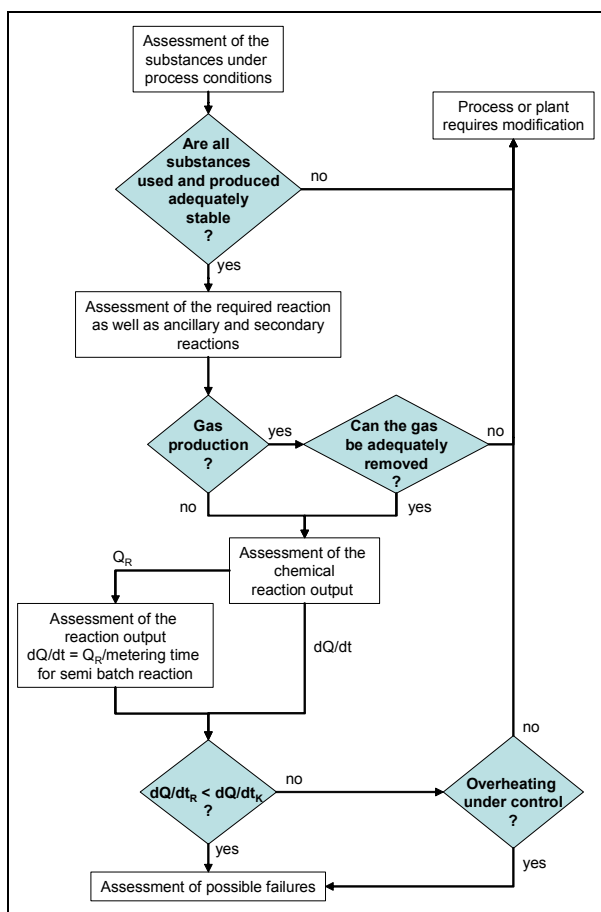 Assessment of the
substances under
process conditions
Process or plant
requires modification
Are all
substances
used and produced
adequately
stable
?
no
yes
Assessment of the required reaction
as well as ancillary and secondary
reactions
Gas
production
?
yes
Can the gas
be adequately
removed
?
no
no
yes
Assessment of the
chemical
reaction output
Q_R
Assessment of the
reaction output
dQ/dt = Q_R/metering time
for semi batch reaction
dQ/dt
dQ/dt_R < dQ/dt_K
?
no
no
Overheating
under control
?
yes
yes
Assessment of possible failures